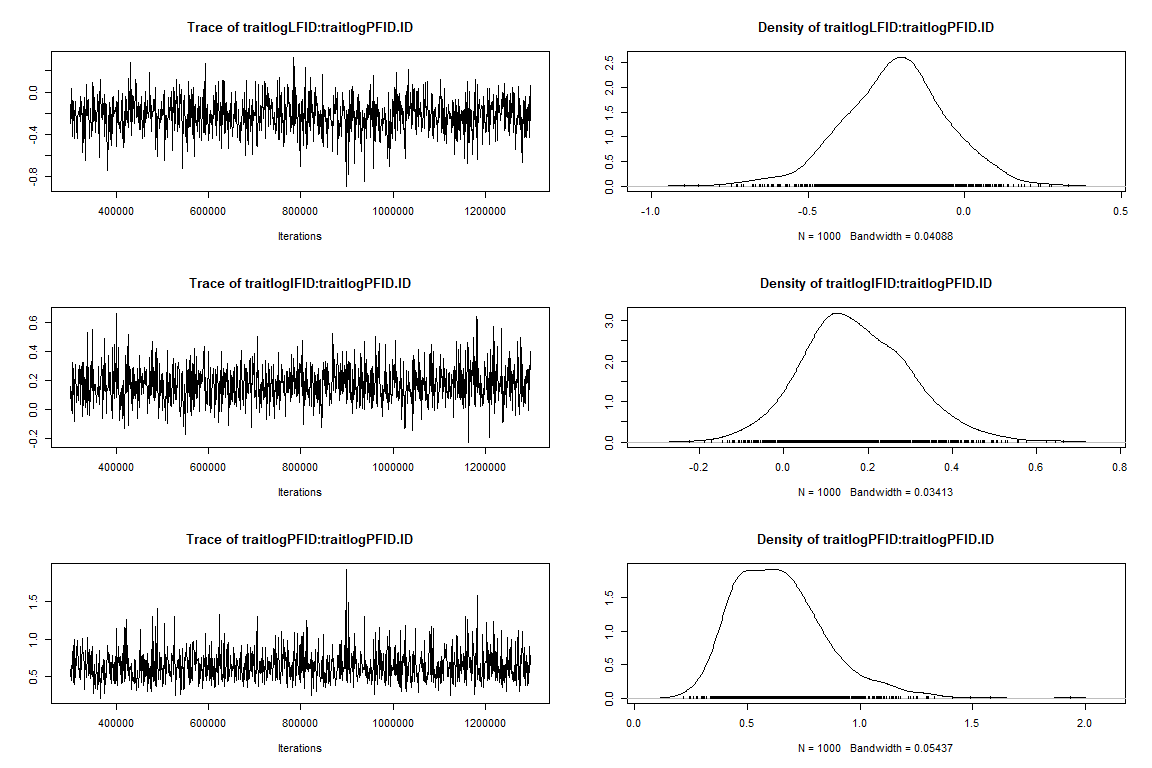 Trace of traitlogLFID:traitlogPFID.ID
Density of traitlogLFID:traitlogPFID.ID
0.0
-0.4
-0.8
400000 600000 800000 1000000 1200000
Iterations
2.5
2.0
1.5
1.0
0.5
0.0
-1.0 -0.5 0.0 0.5
N = 1000 Bandwidth = 0.04088
Trace of traitlogIFID:traitlogPFID.ID
Density of traitlogIFID:traitlogPFID.ID
0.6
0.4
0.2
0.0
-0.2
400000 600000 800000 1000000 1200000
Iterations
3.0
2.0
1.0
0.0
-0.2 0.0 0.2 0.4 0.6 0.8
N = 1000 Bandwidth = 0.03413
Trace of traitlogPFID:traitlogPFID.ID
Density of traitlogPFID:traitlogPFID.ID
1.5
1.0
0.5
400000 600000 800000 1000000 1200000
Iterations
1.5
1.0
0.5
0.0
0.0 0.5 1.0 1.5 2.0
N = 1000 Bandwidth = 0.05437